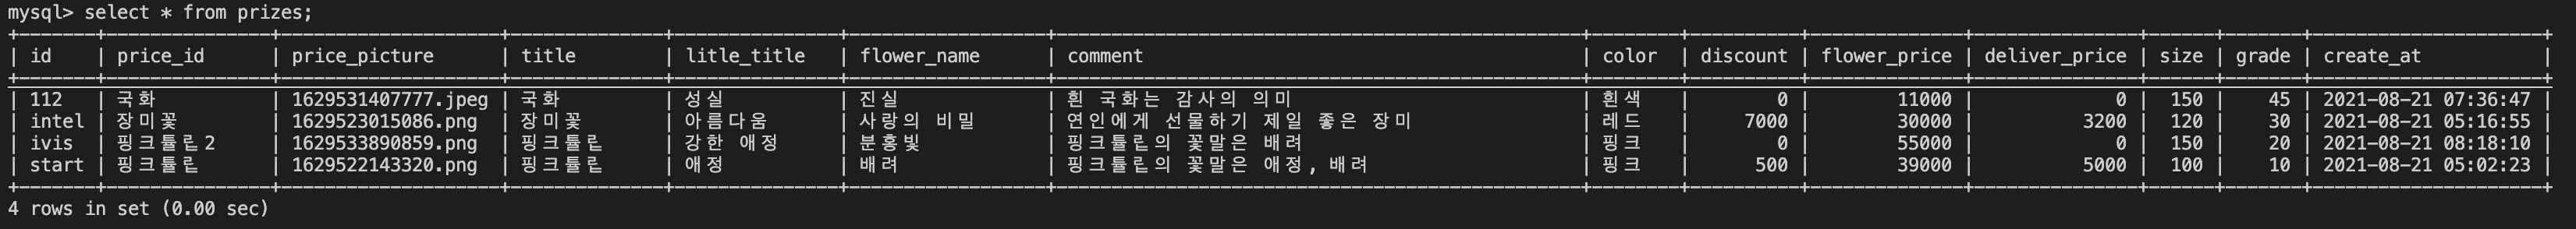 mysql> select * from prizes;
| id | price_id | price_picture | title | litle_title | flower_name | comment | color | discount | flower_price | deliver_price | size | grade | create_at |
| 112 | 국화 | 1629531407777.jpeg | 국화 | 성실 | 진실 | 흰 국화는 감사의 의미 | 흰색 | 0 | 11000 | 0 | 150 | 45 | 2021-08-21 07:36:47 |
| intel | 장미꽃 | 1629523015086.png | 장미꽃 | 아름다움 | 사랑의 비밀 | 연인에게 선물하기 제일 좋은 장미 | 레드 | 7000 | 30000 | 3200 | 120 | 30 | 2021-08-21 05:16:55 |
| ivis | 핑크튤립2 | 1629533890859.png | 핑크튤립 | 강한 애정 | 분홍빛 | 핑크튤립의 꽃말은 배려 | 핑크 | 0 | 55000 | 0 | 150 | 20 | 2021-08-21 08:18:10 |
| start | 핑크튤립 | 1629522143320.png | 핑크튤립 | 애정 | 배려 | 핑크튤립의 꽃말은 애정, 배려 | 핑크 | 500 | 39000 | 5000 | 100 | 10 | 2021-08-21 05:02:23 |
4 rows in set (0.00 sec)